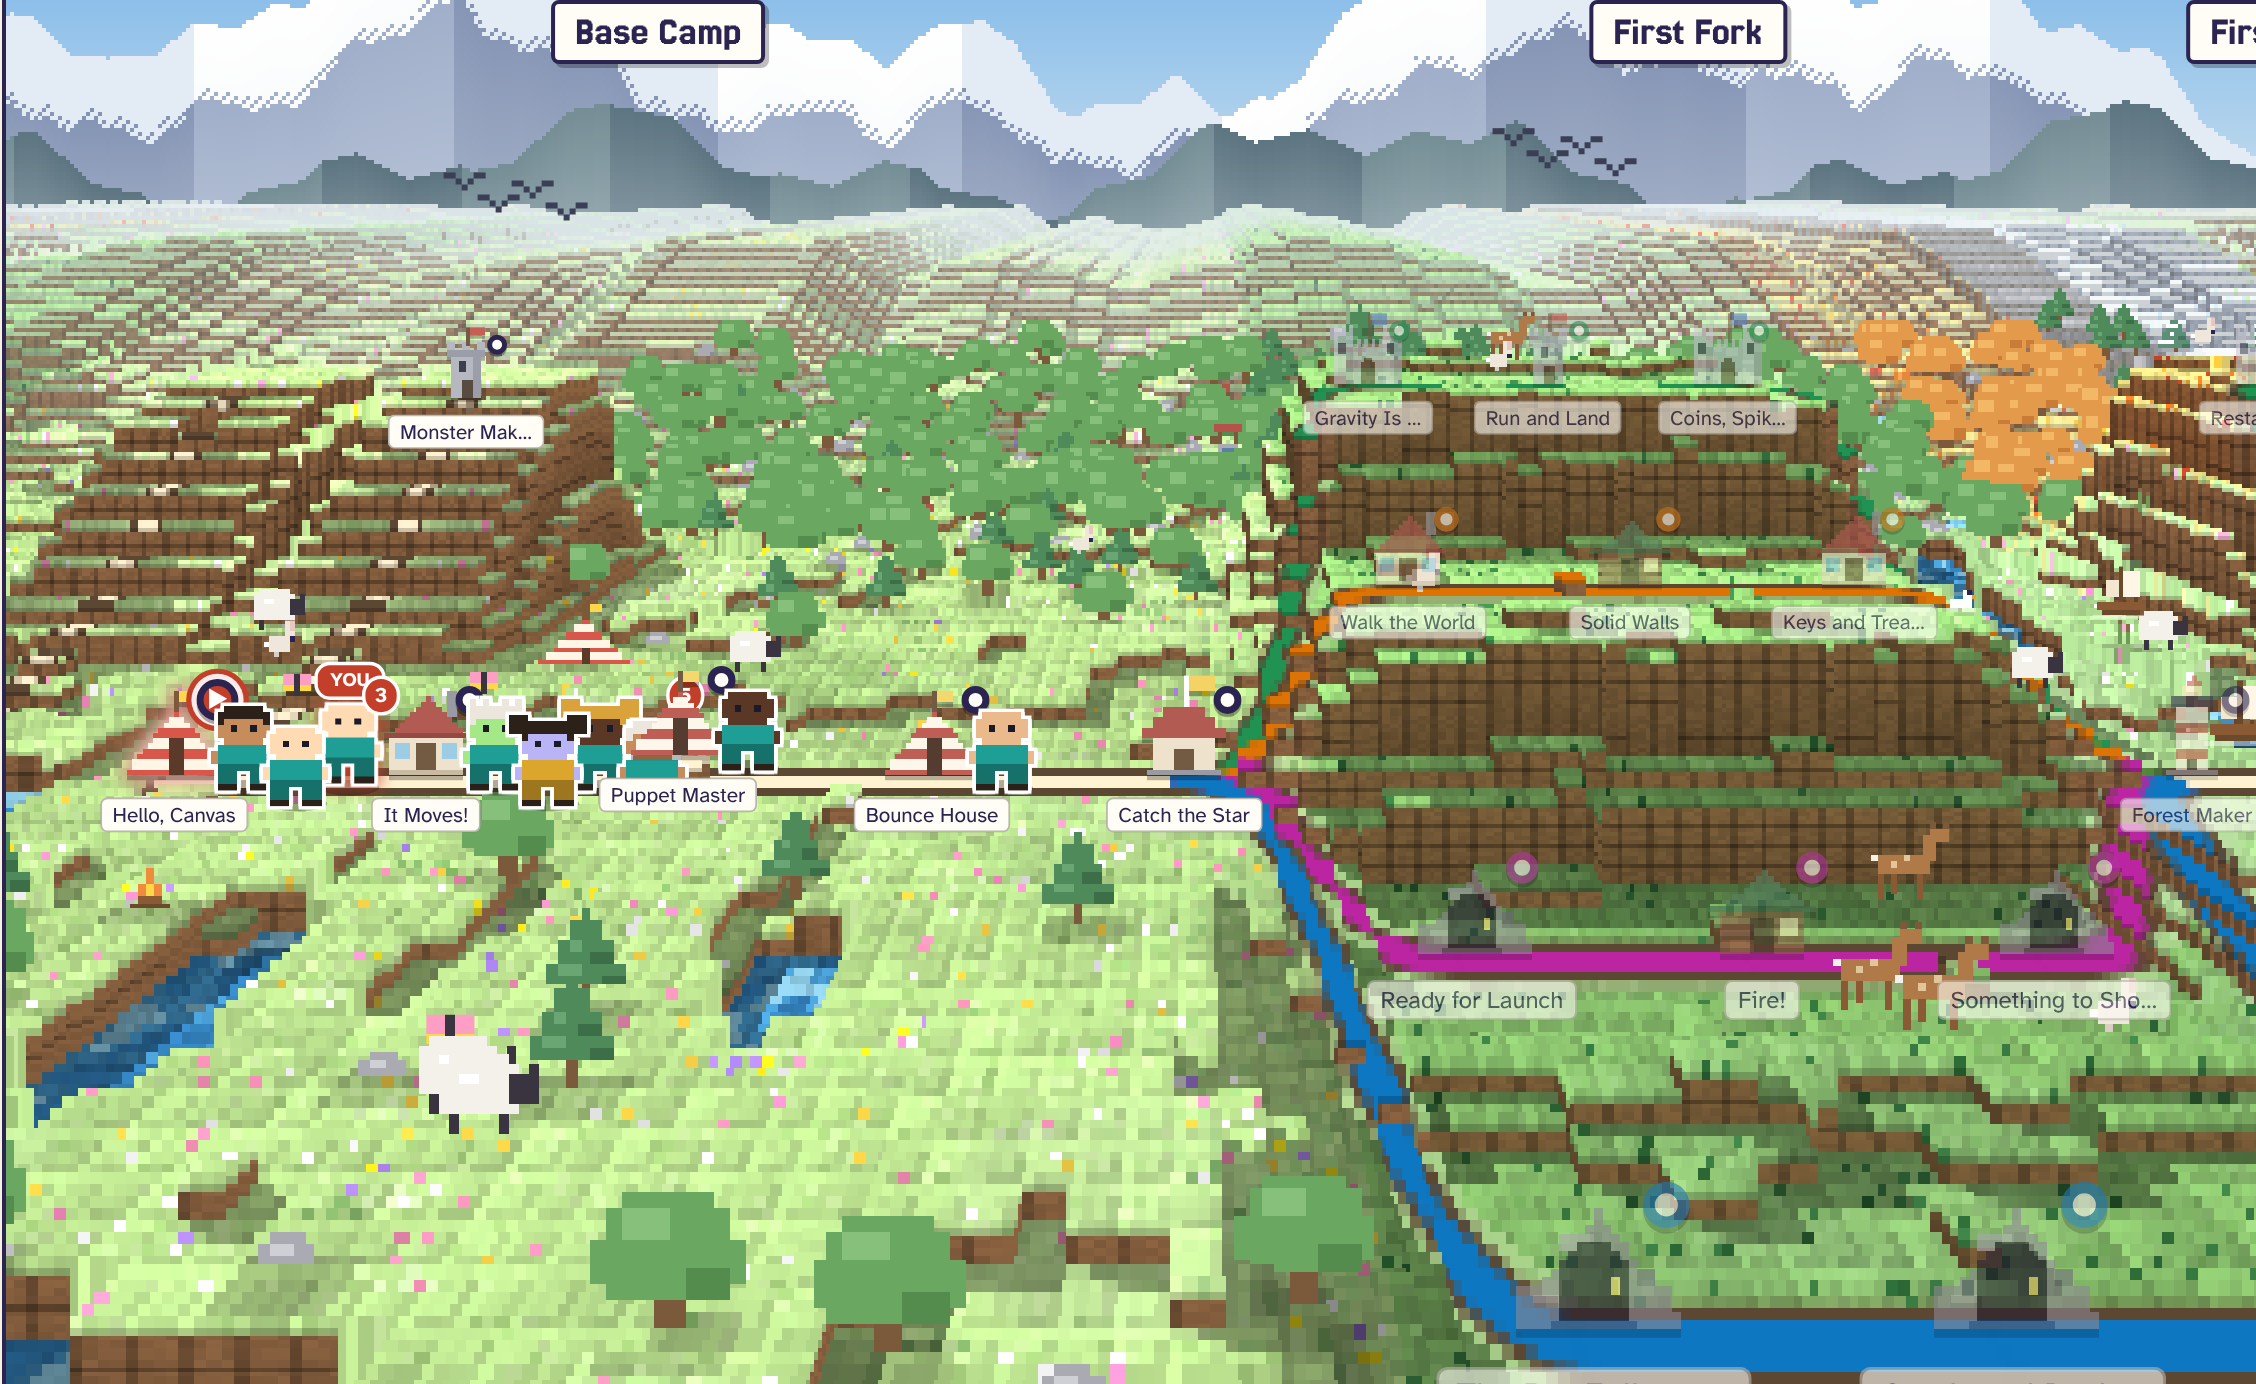 Base Camp
First Fork
Monster Mak...
Gravity Is ...
Run and Land
Coins, Spik...
Walk the World
Solid Walls
Keys and Trea...
YOU
3
5
Hello, Canvas
It Moves!
Puppet Master
Bounce House
Catch the Star
Forest Maker
Ready for Launch
Fire!
Something to Sho...